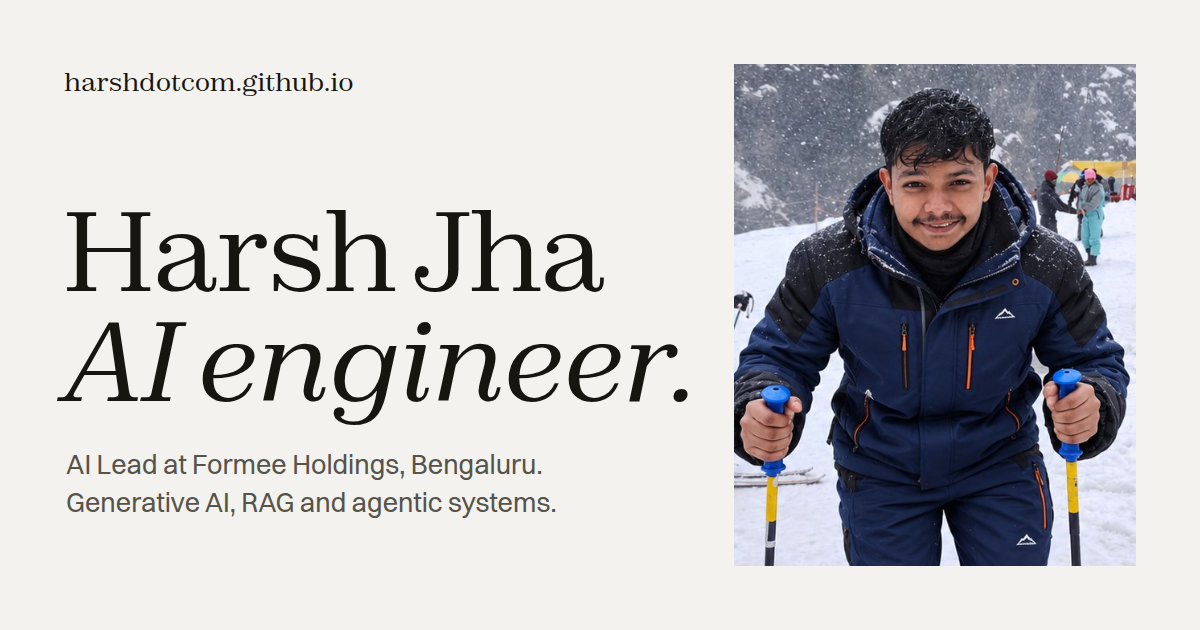 harshdotcom.github.io
Harsh Jha
AI engineer.
AI Lead at Formee Holdings, Bengaluru.
Generative AI, RAG and agentic systems.